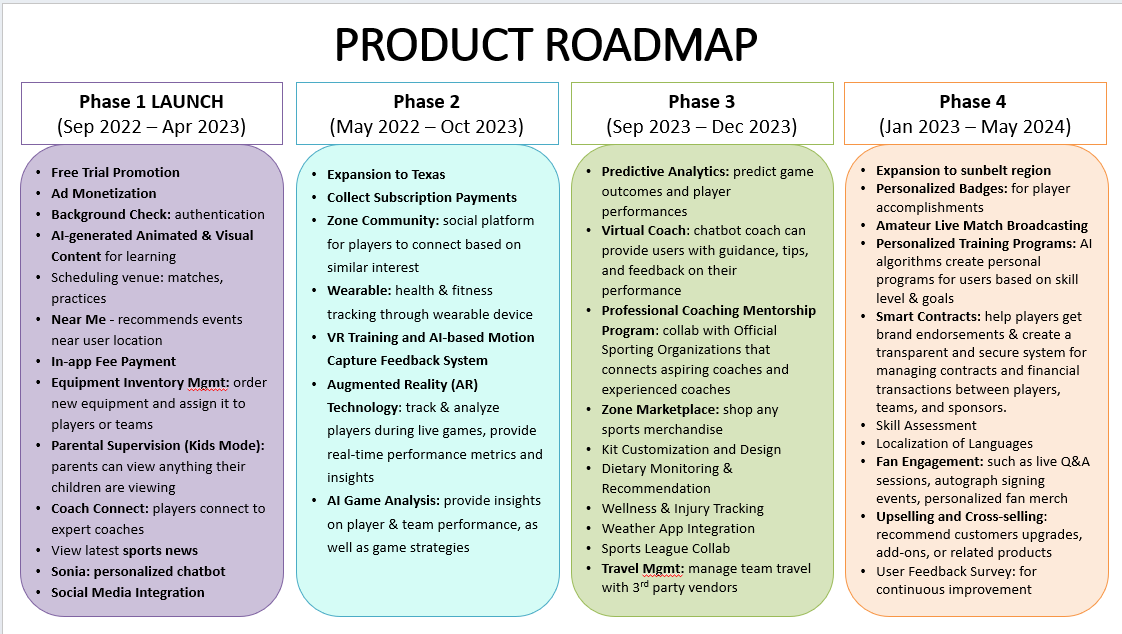 PRODUCT ROADMAP
Phase 1 LAUNCH
(Sep 2022 – Apr 2023)
• Free Trial Promotion
• Ad Monetization
• Background Check: authentication
• AI-generated Animated & Visual
Content for learning
• Scheduling venue: matches,
practices
• Near Me - recommends events
near user location
• In-app Fee Payment
• Equipment Inventory Mgmt: order
new equipment and assign it to
players or teams
• Parental Supervision (Kids Mode):
parents can view anything their
children are viewing
• Coach Connect: players connect to
expert coaches
• View latest sports news
• Sonia: personalized chatbot
• Social Media Integration
Phase 2
(May 2022 – Oct 2023)
• Expansion to Texas
• Collect Subscription Payments
• Zone Community: social platform
for players to connect based on
similar interest
• Wearable: health & fitness
tracking through wearable device
• VR Training and AI-based Motion
Capture Feedback System
• Augmented Reality (AR)
Technology: track & analyze
players during live games, provide
real-time performance metrics and
insights
• AI Game Analysis: provide insights
on player & team performance, as
well as game strategies
Phase 3
(Sep 2023 – Dec 2023)
• Predictive Analytics: predict game
outcomes and player
performances
• Virtual Coach: chatbot coach can
provide users with guidance, tips,
and feedback on their
performance
• Professional Coaching Mentorship
Program: collab with Official
Sporting Organizations that
connects aspiring coaches and
experienced coaches
• Zone Marketplace: shop any
sports merchandise
• Kit Customization and Design
• Dietary Monitoring &
Recommendation
• Wellness & Injury Tracking
• Weather App Integration
• Sports League Collab
• Travel Mgmt: manage team travel
with 3rd party vendors
Phase 4
(Jan 2023 – May 2024)
• Expansion to sunbelt region
• Personalized Badges: for player
accomplishments
• Amateur Live Match Broadcasting
• Personalized Training Programs: AI
algorithms create personal
programs for users based on skill
level & goals
• Smart Contracts: help players get
brand endorsements & create a
transparent and secure system for
managing contracts and financial
transactions between players,
teams, and sponsors.
• Skill Assessment
• Localization of Languages
• Fan Engagement: such as live Q&A
sessions, autograph signing
events, personalized fan merch
• Upselling and Cross-selling:
recommend customers upgrades,
add-ons, or related products
• User Feedback Survey: for
continuous improvement